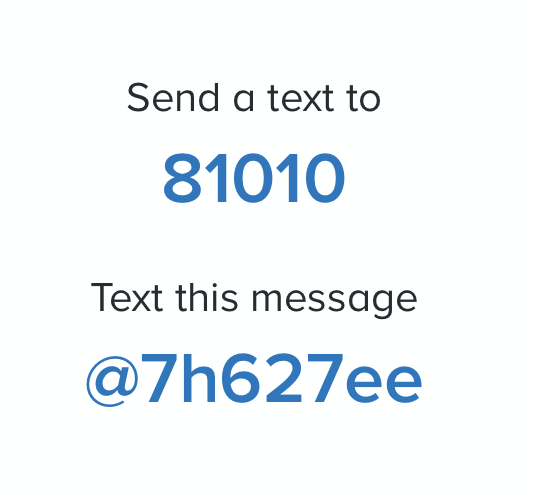 Send a text to
81010
Text this message
@7h627ee